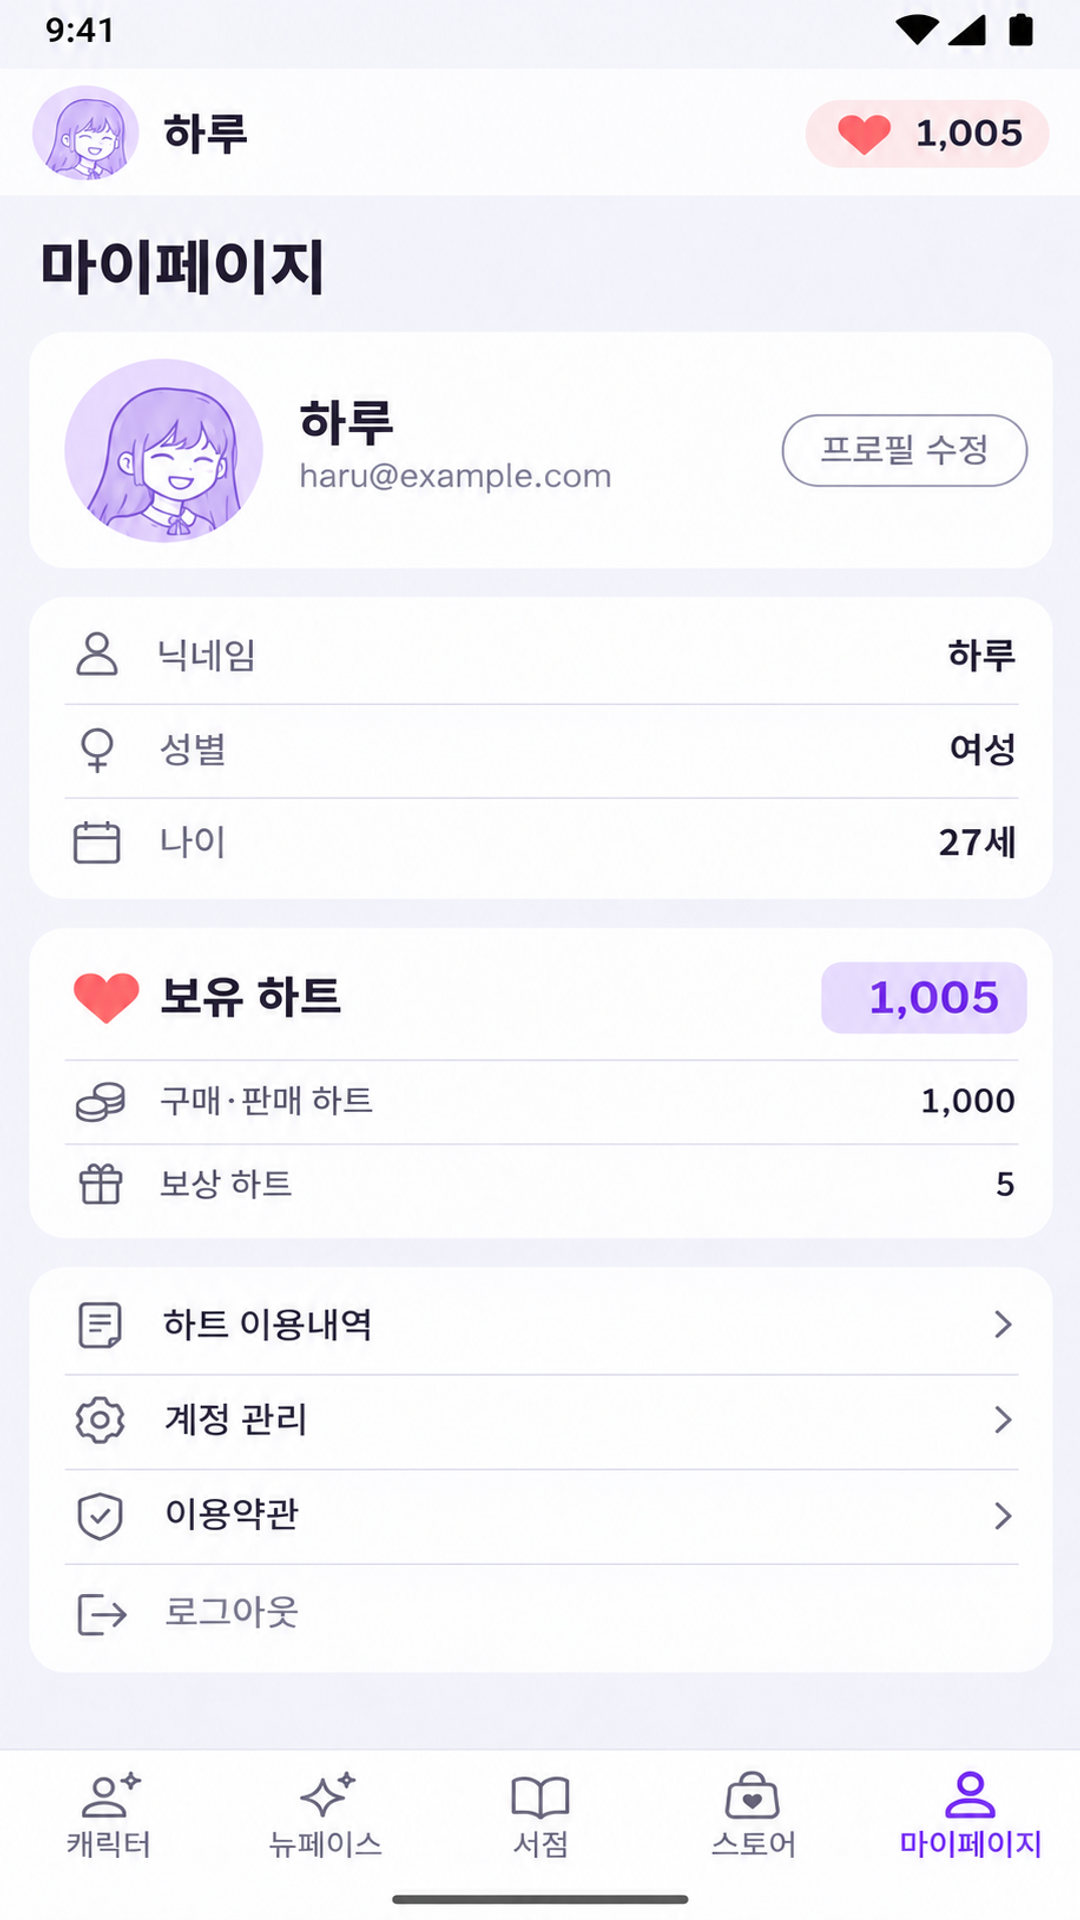 9:41
하루
1,005
마이페이지
하루
haru@example.com
프로필 수정
닉네임 하루
성별 여성
나이 27세
보유 하트 1,005
구매·판매 하트 1,000
보상 하트 5
하트 이용내역
계정 관리
이용약관
로그아웃
캐릭터 뉴페이스 서점 스토어 마이페이지